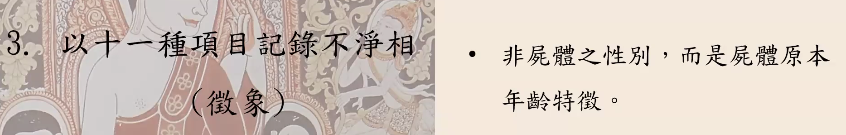 3. 以十一種項目記錄不淨相
(徵象)
• 非屍體之性別，而是屍體原本
年齡特徵。